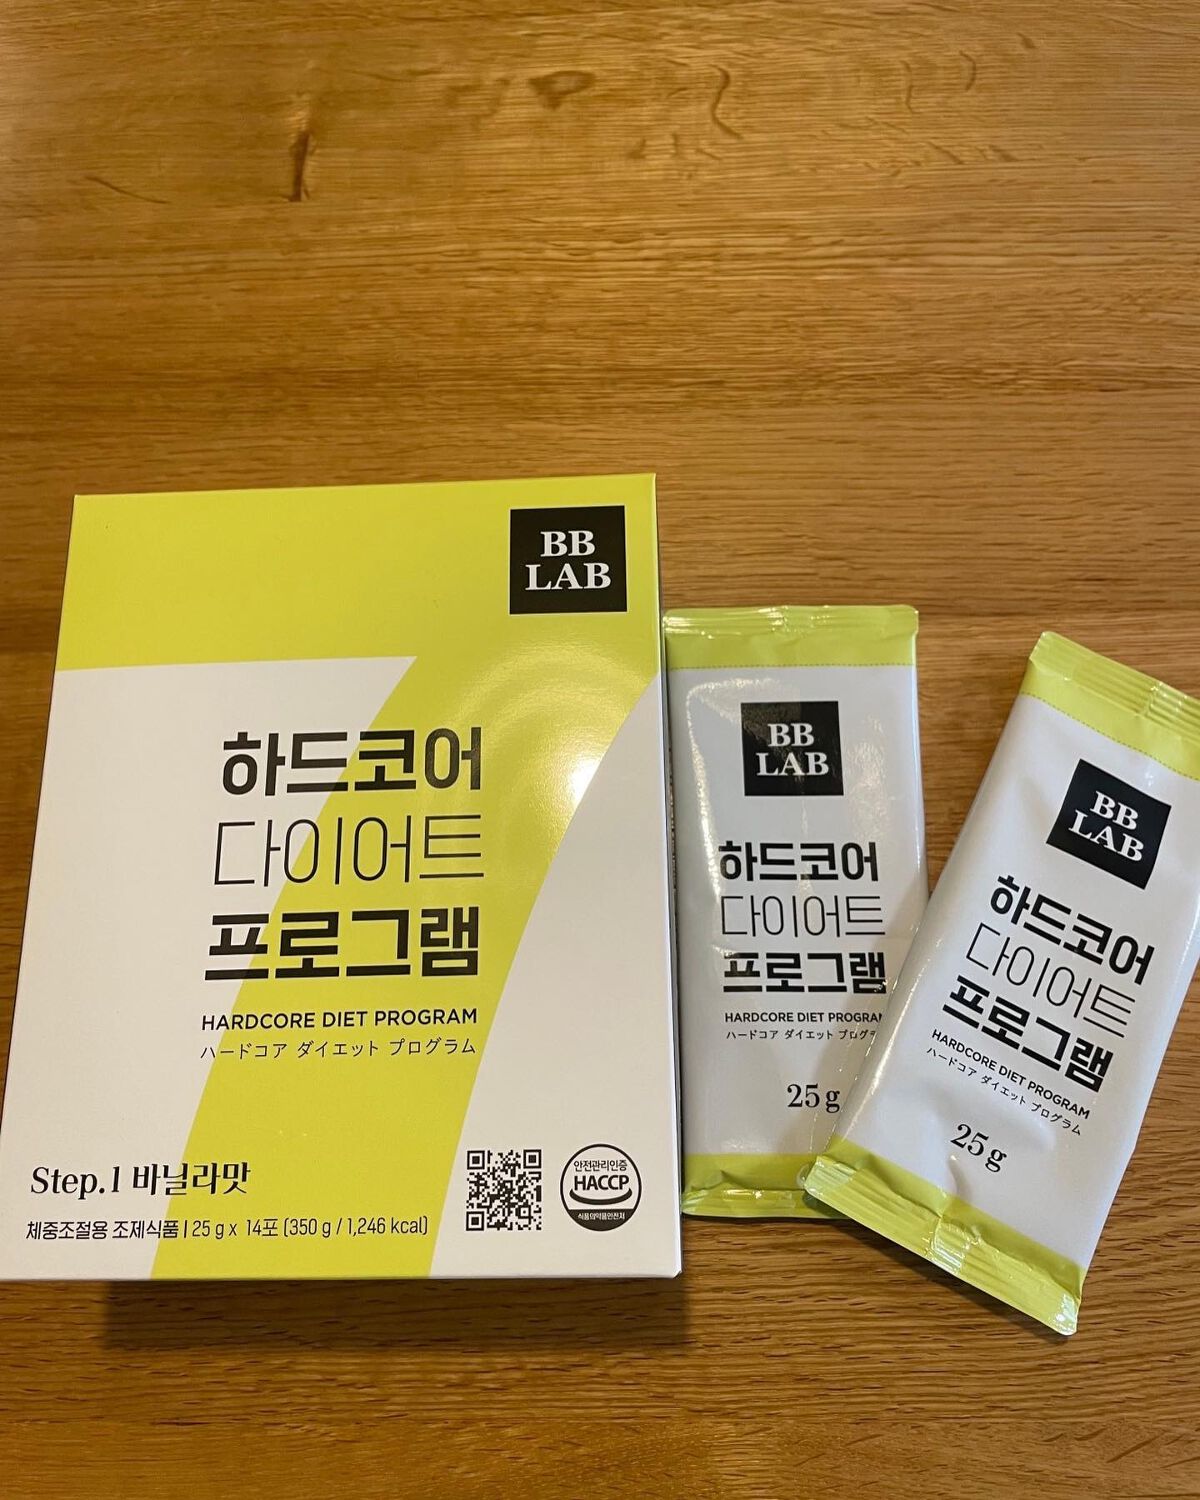 BB
LAB
하드코어
다이어트
프로그램
HARDCORE DIET PROGRAM
ハードコア ダイエット プログラム
Step.1 바닐라맛
체중조절용 조제식품 | 25 g x 14포 (350 g / 1,246 kcal)
안전관리인증
HACCP
식품의약품안전처
BB
LAB
하드코어
다이어트
프로그램
HARDCORE DIET PROGRAM
ハードコア ダイエット プログ
25 g
BB
LAB
하드코어
다이어트
프로그램
HARDCORE DIET PROGRAM
ハードコア ダイエット プログラム
25 g